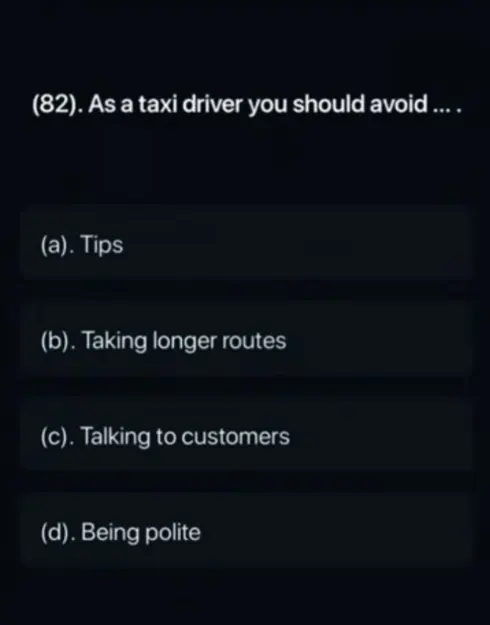 (82). As a taxi driver you should avoid ... .
(a). Tips
(b). Taking longer routes
(c). Talking to customers
(d). Being polite